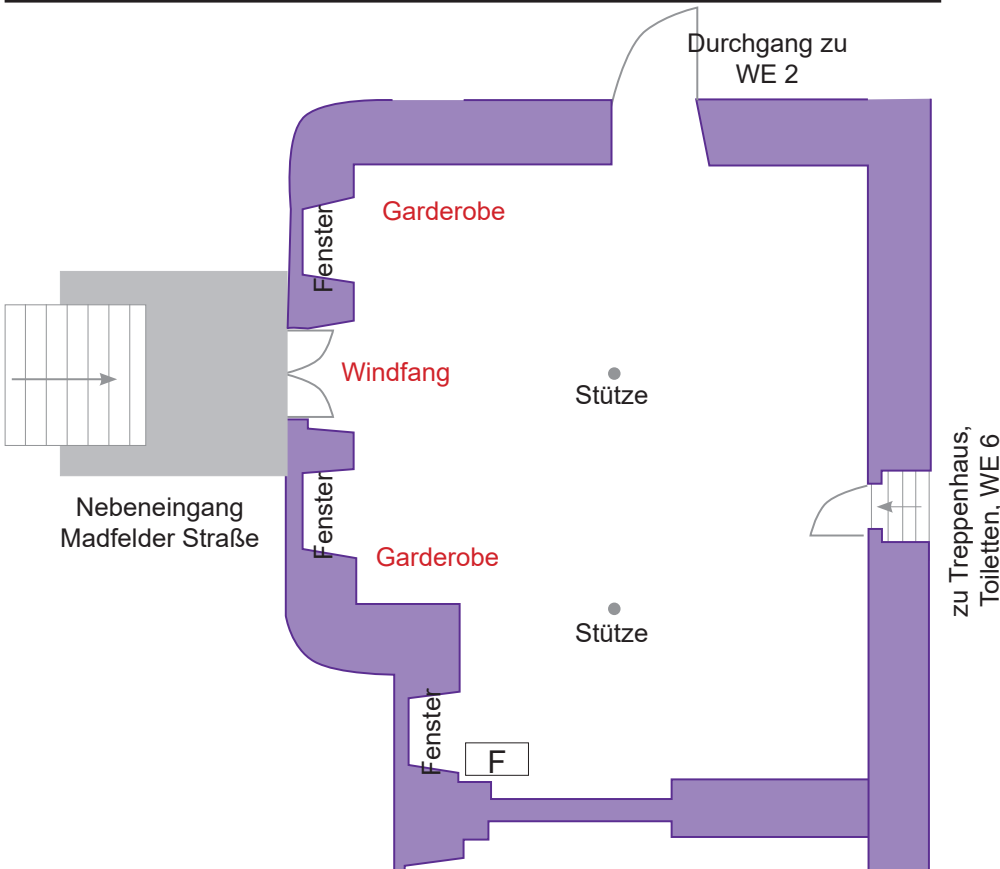 Durchgang zu
WE 2
Garderobe
Fenster
Windfang
Stütze
Nebeneingang
Madfelder Straße
Fenster
Garderobe
zu Treppenhaus,
Toiletten, WE 6
Stütze
Fenster
F